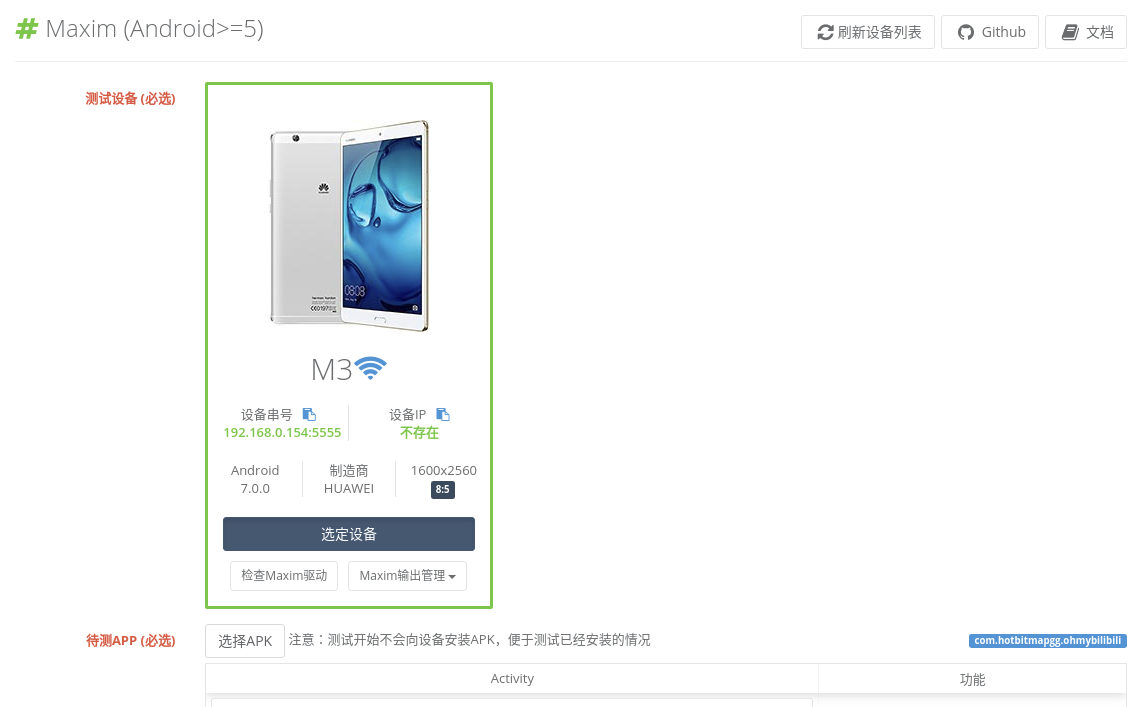 # Maxim (Android>=5)
刷新设备列表
Github
文档
测试设备 (必选)
HUAWEI
08:08
M3
设备串号
设备IP
192.168.0.154:5555
不存在
Android
制造商
1600x2560
7.0.0
HUAWEI
8:5
选定设备
检查Maxim驱动
Maxim输出管理
待测APP (必选)
选择APK
注意：测试开始不会向设备安装APK，便于测试已经安装的情况
com.hotbitmapgg.ohmybilibili
Activity
功能